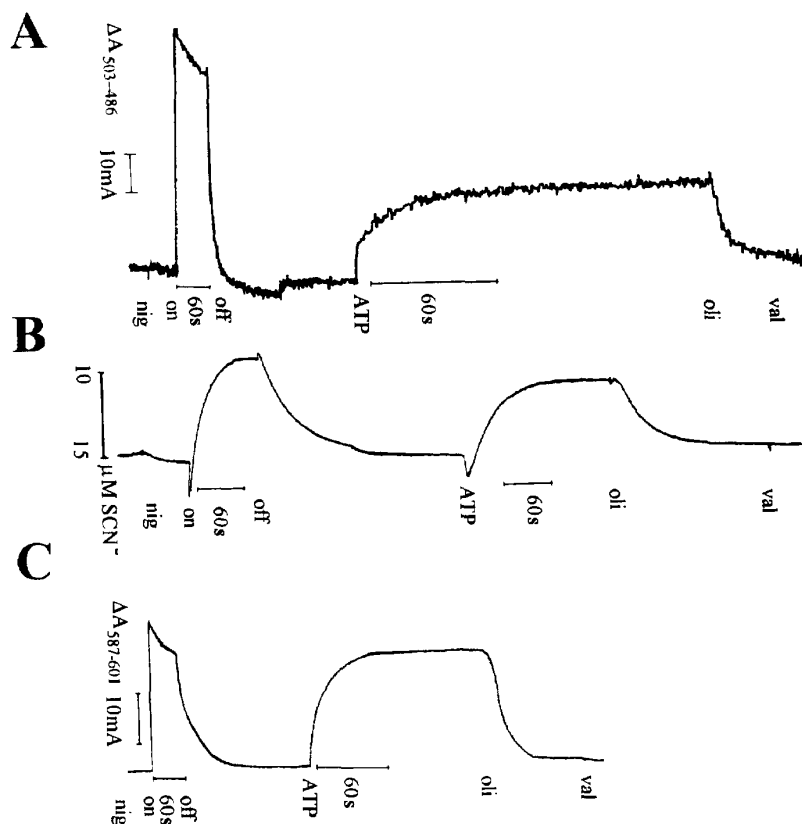 A
ΔA503-486
10mA
nig
on
60s
off
ATP
60s
oli
val
B
10
15
μM SCN⁻
nig
on
60s
off
ATP
60s
oli
val
C
ΔA587-601
10mA
nig
on
60s
off
ATP
60s
oli
val